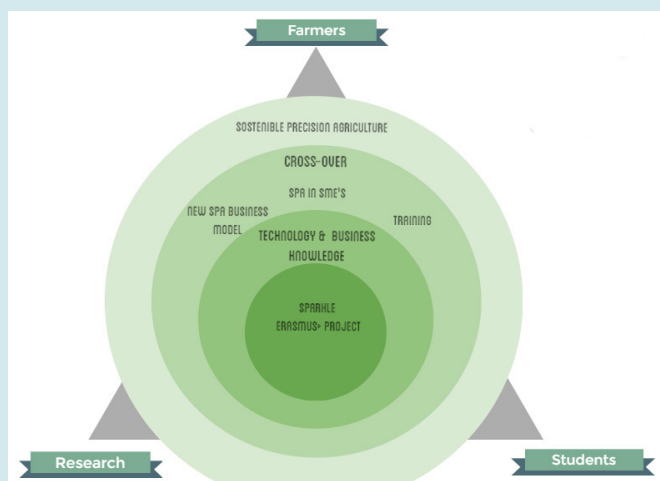 Farmers
SOSTENIBLE PRECISION AGRICULTURE
CROSS-OVER
SPA IN SME'S
NEW SPA BUSINESS
MODEL
TRAINING
TECHNOLOGY & BUSINESS
KNOWLEDGE
SPARKLE
ERASMUS+ PROJECT
Research
Students